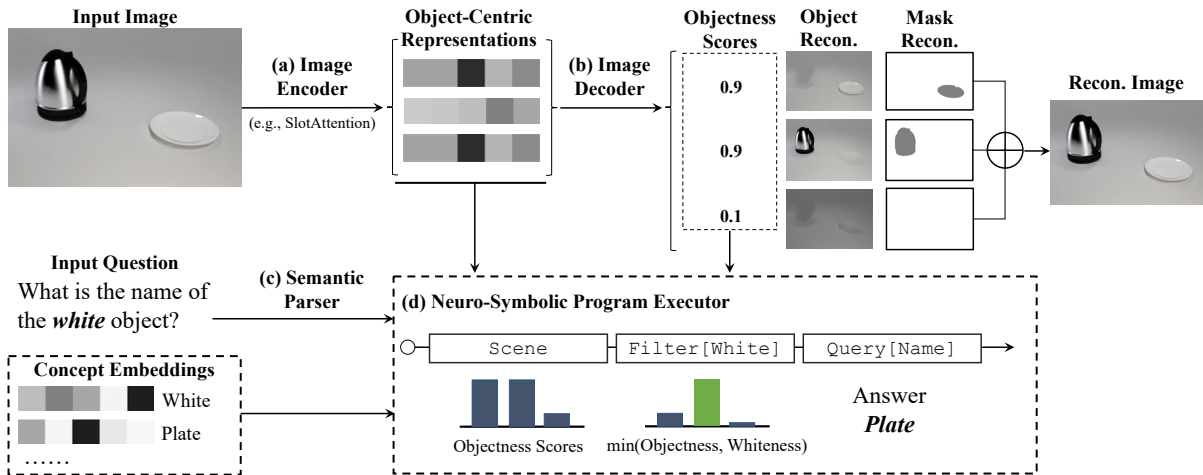 Input Image
Object-Centric
Representations
Objectness
Scores
Object
Recon.
Mask
Recon.
(a) Image
Encoder
(e.g., SlotAttention)
(b) Image
Decoder
0.9
0.9
0.1
Recon. Image
Input Question
What is the name of
the white object?
(c) Semantic
Parser
(d) Neuro-Symbolic Program Executor
Scene
Filter[White]
Query[Name]
Concept Embeddings
White
Plate
......
Objectness Scores
min(Objectness, Whiteness)
Answer
Plate